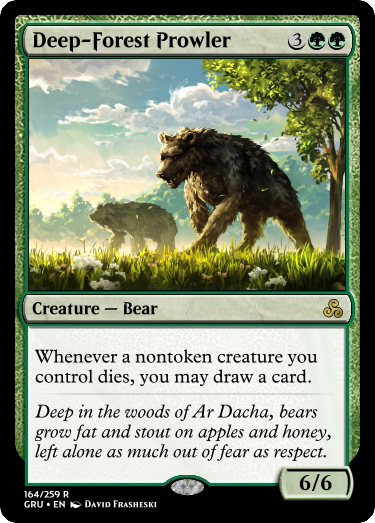 Deep-Forest Prowler 3
Creature — Bear
Whenever a nontoken creature you
control dies, you may draw a card.
Deep in the woods of Ar Dacha, bears
grow fat and stout on apples and honey,
left alone as much out of fear as respect.
6/6
164/259 R
GRU • EN David Frasheski